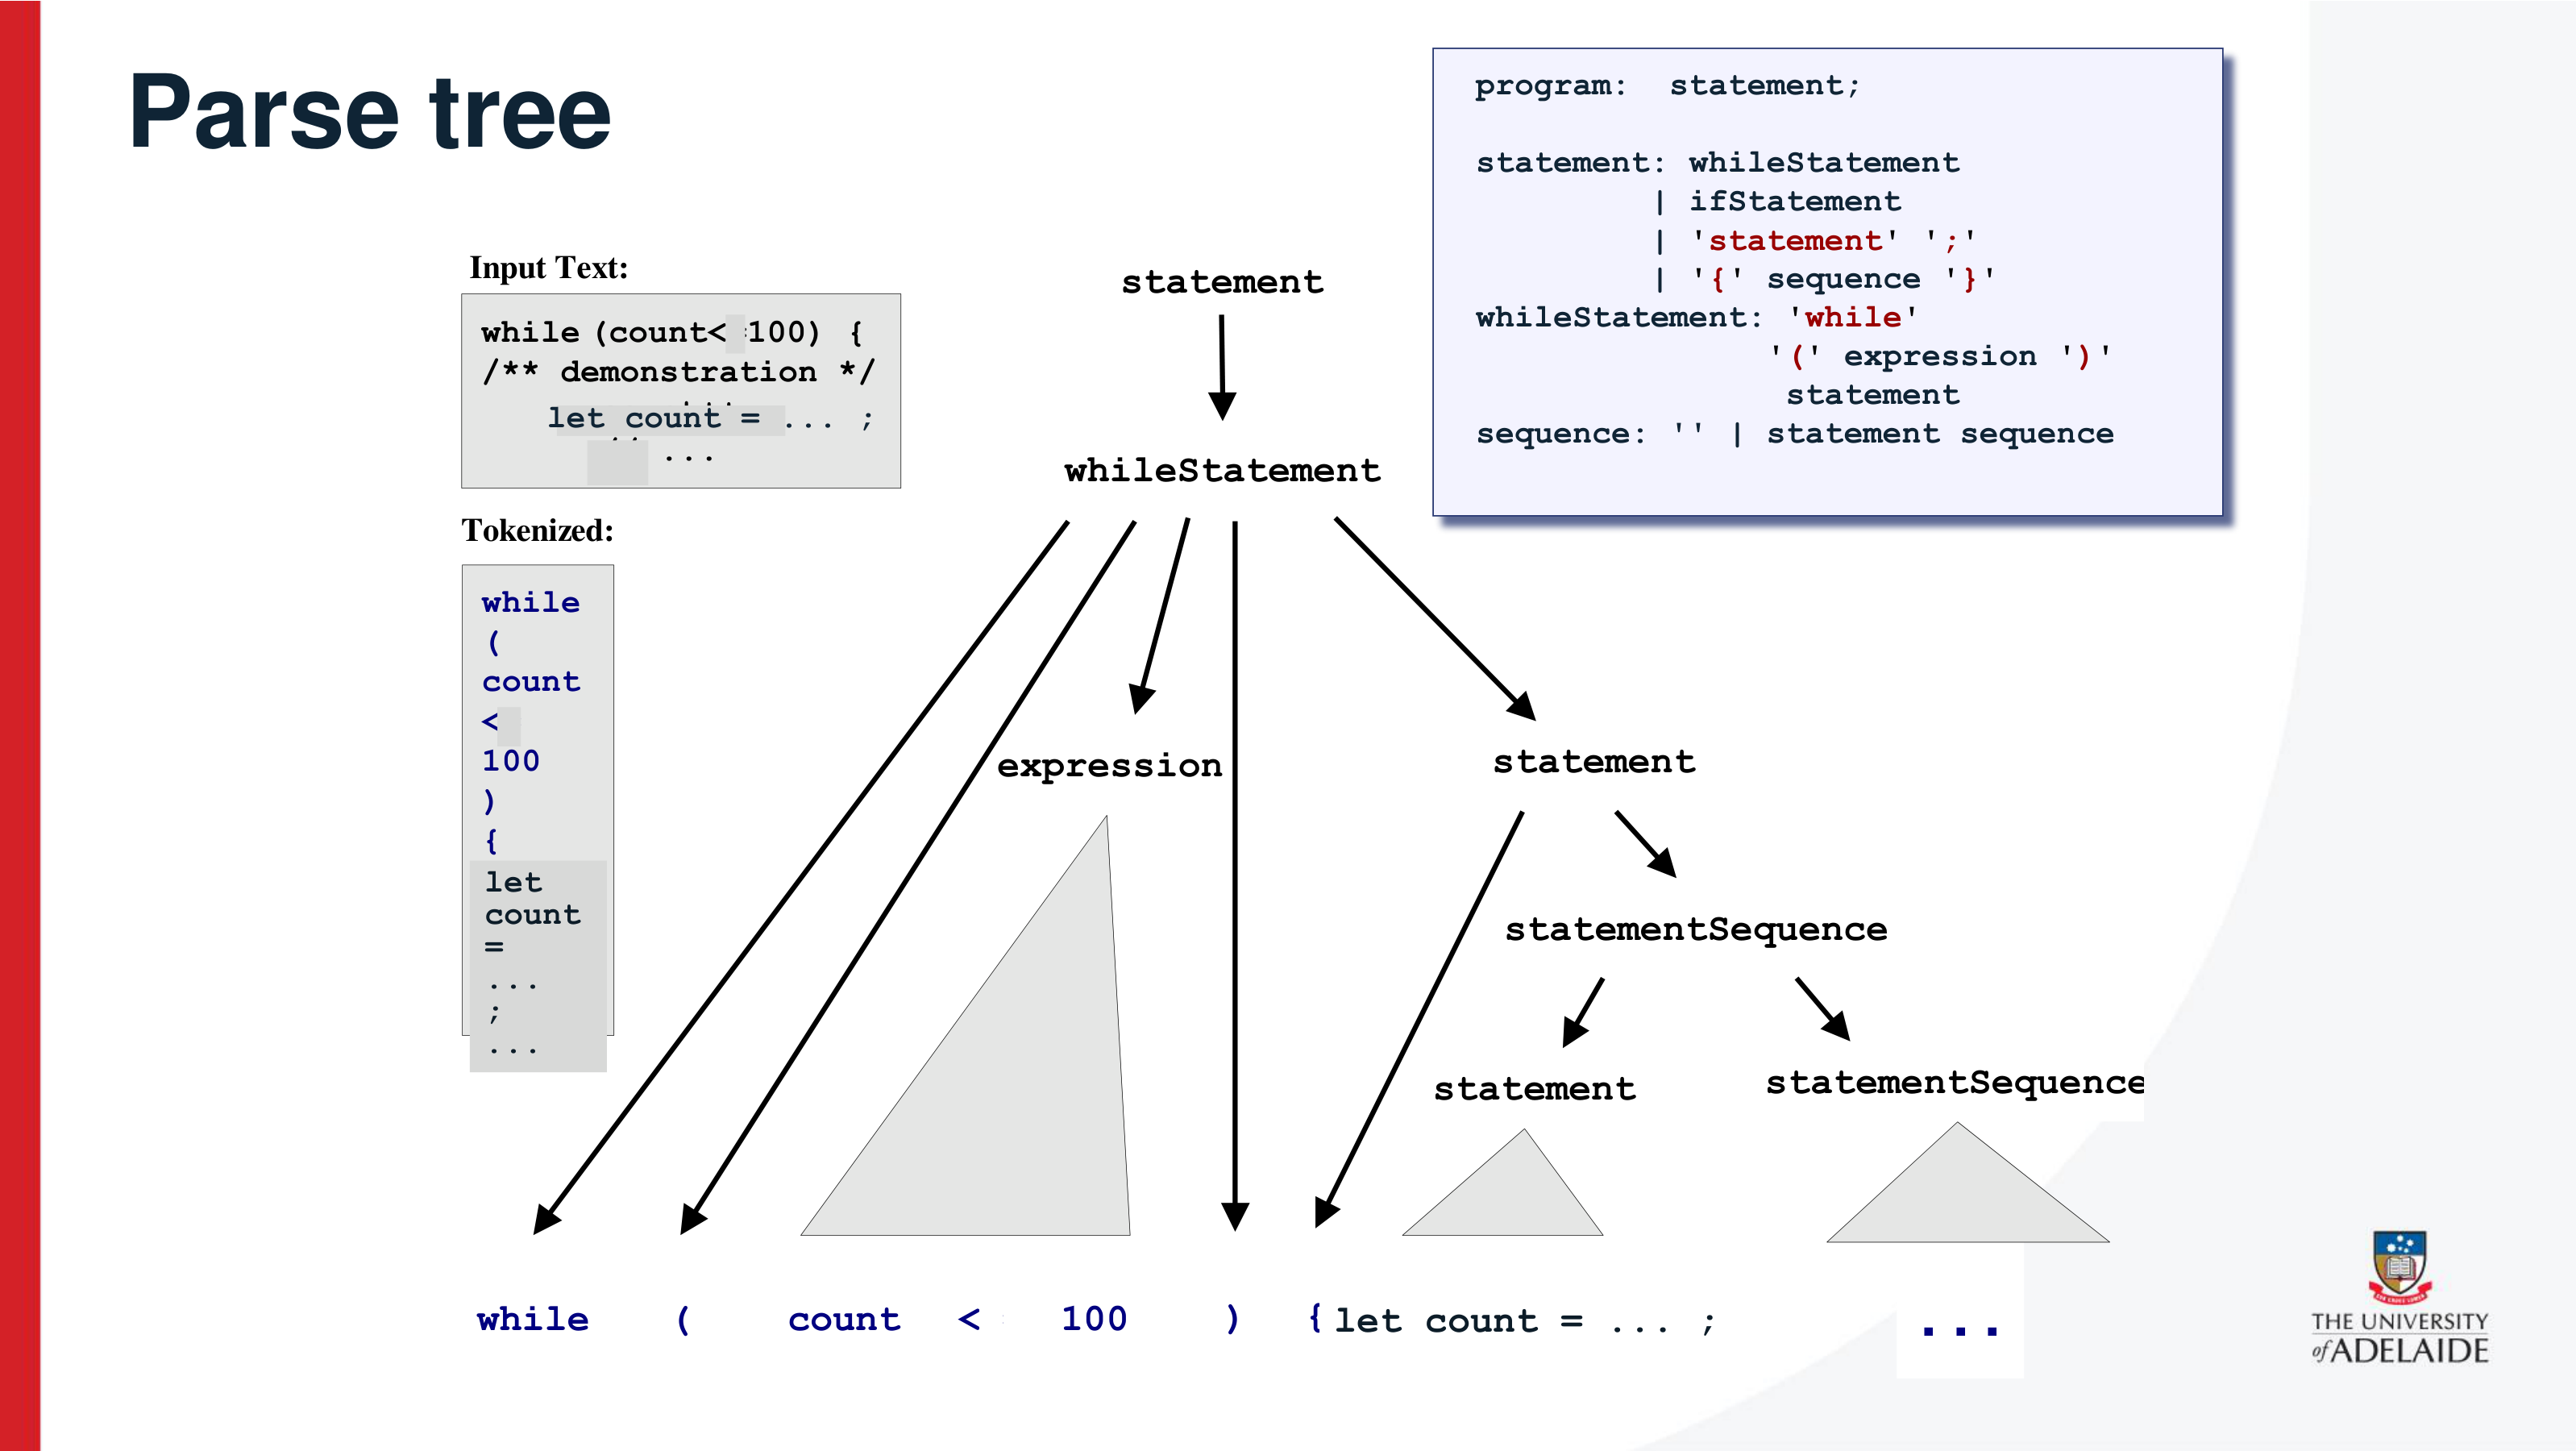 Parse tree
program: statement;
statement: whileStatement
| ifStatement
| 'statement' ';'
| '{' sequence '}'
whileStatement: 'while'
'(' expression ')'
statement
sequence: '' | statement sequence
Input Text:
while (count< 100) {
/** demonstration */
let count = ... ;
...
Tokenized:
while
(
count
<
100
)
{
let
count
=
...
;
...
statement
whileStatement
expression
statement
statementSequence
statement
statementSequence
while ( count < 100 ) { let count = ... ; ...
THE UNIVERSITY
of ADELAIDE